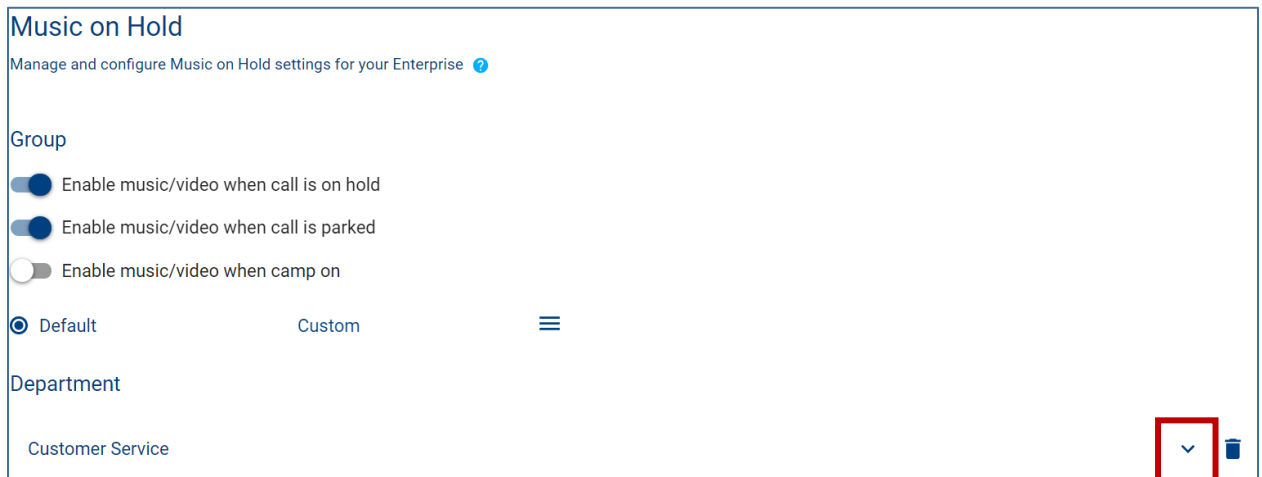 Music on Hold
Manage and configure Music on Hold settings for your Enterprise ?
Group
Enable music/video when call is on hold
Enable music/video when call is parked
Enable music/video when camp on
Default Custom
Department
Customer Service